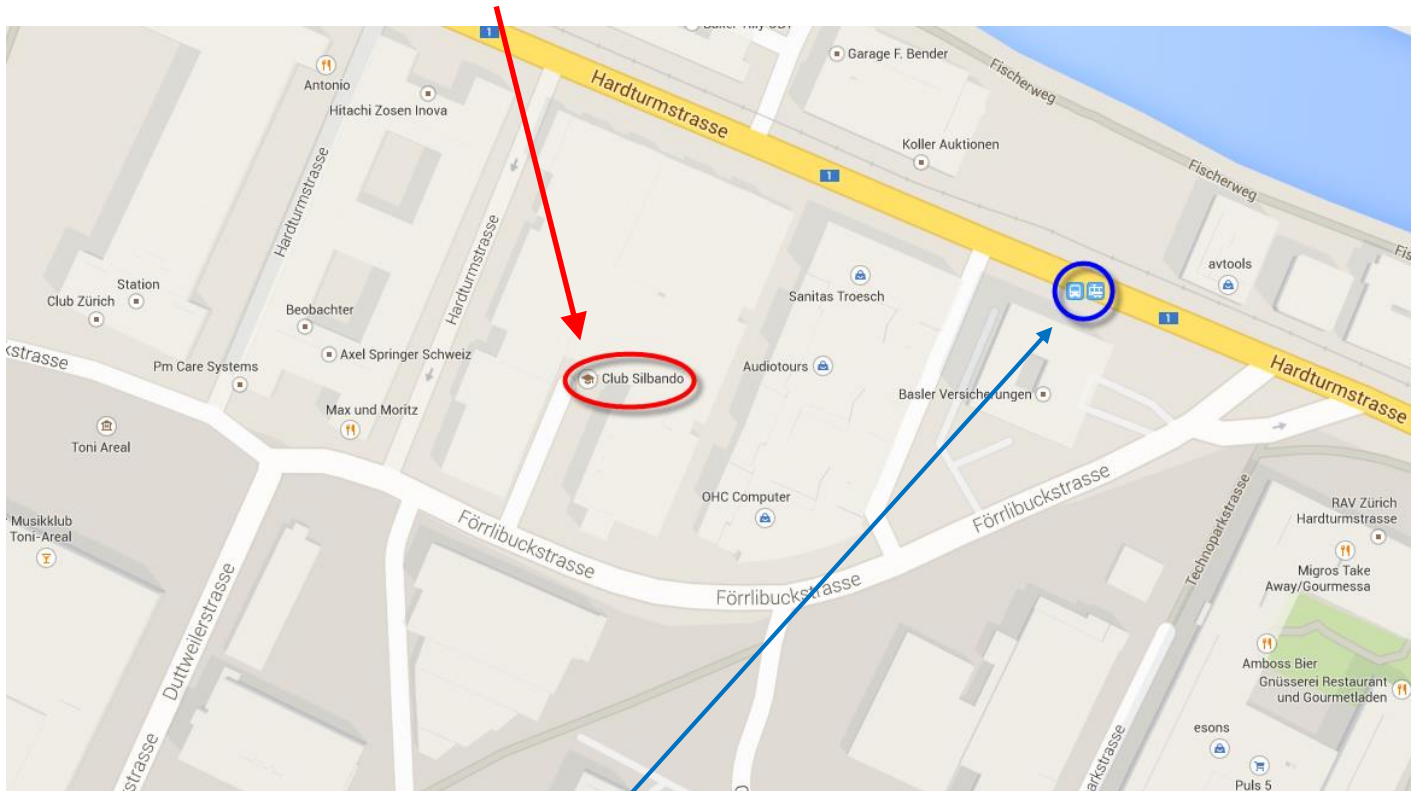 1
Garage F. Bender
Fischerweg
Antonio
Hitachi Zosen Inova
Hardturmstrasse
Koller Auktionen
1
Fischerweg
Hardturmstrasse
Hardturmstrasse
avtools
Station
Club Zürich
Sanitas Troesch
Beobachter
1
Axel Springer Schweiz
Pm Care Systems
Club Silbando
Audiotours
Hardturmstrasse
Basler Versicherungen
Max und Moritz
Toni Areal
OHC Computer
Förrlibuckstrasse
RAV Zürich
Hardturmstrasse
Musikklub
Toni-Areal
Förrlibuckstrasse
Technoparkstrasse
Migros Take
Away/Gourmessa
Förrlibuckstrasse
Duttweilerstrasse
Amboss Bier
Gnüsserei Restaurant
und Gourmetladen
esons
Puls 5